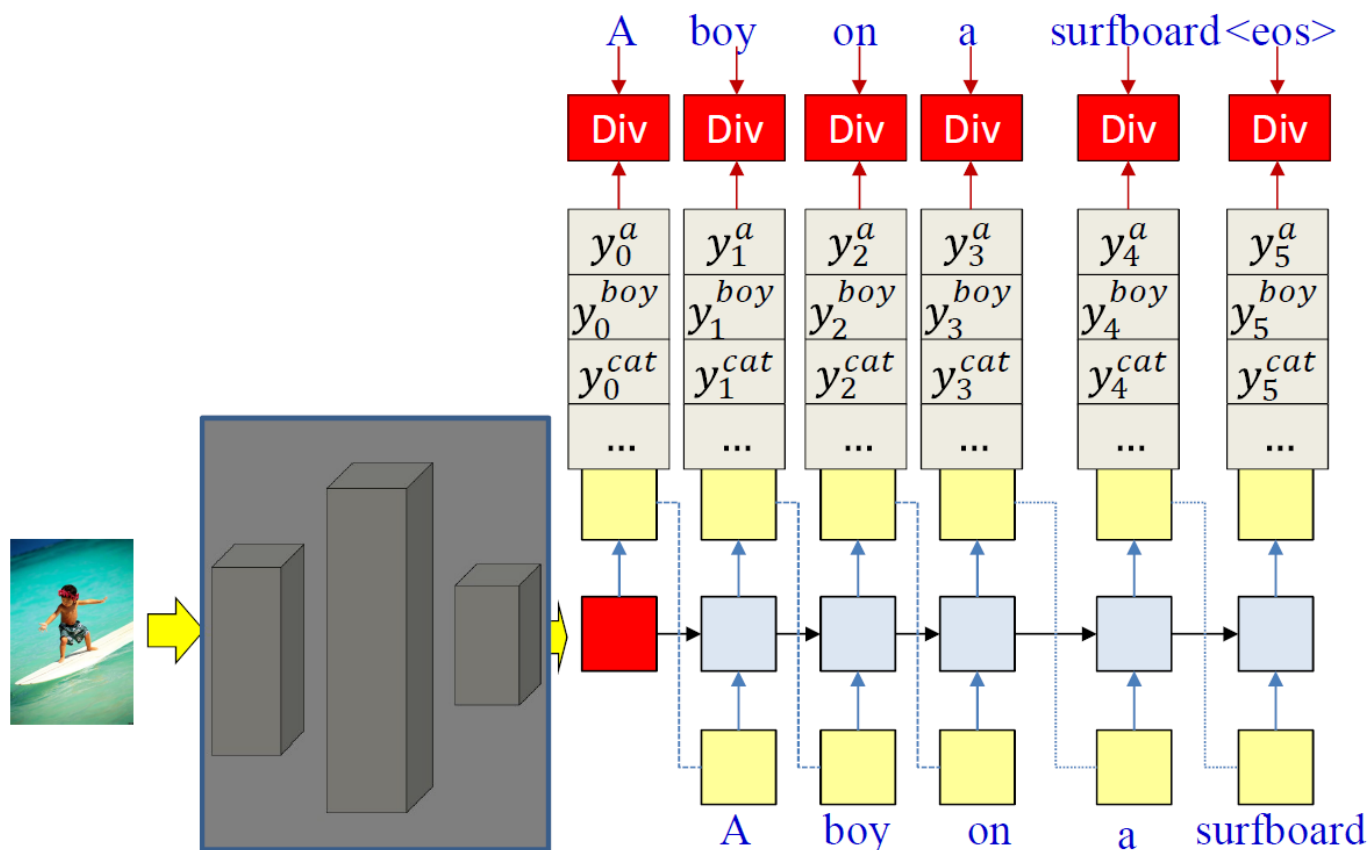 A boy on a surfboard <eos>
Div Div Div Div Div Div
y_0^a y_1^a y_2^a y_3^a y_4^a y_5^a
y_0^{boy} y_1^{boy} y_2^{boy} y_3^{boy} y_4^{boy} y_5^{boy}
y_0^{cat} y_1^{cat} y_2^{cat} y_3^{cat} y_4^{cat} y_5^{cat}
... ... ... ... ... ...
A boy on a surfboard